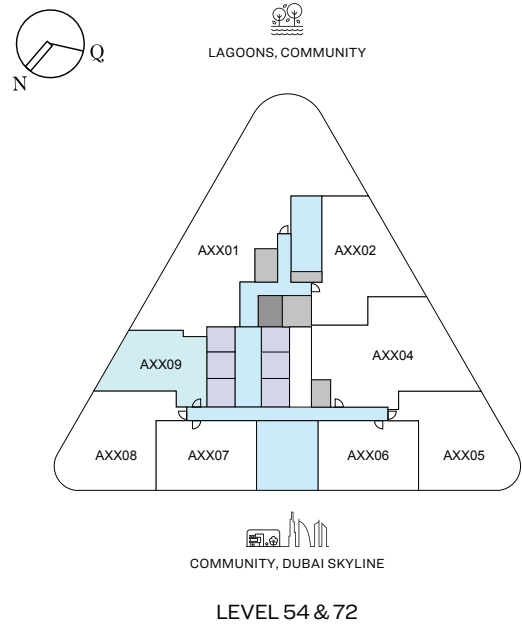 Q
N
LAGOONS, COMMUNITY
AXX01
AXX02
AXX09
AXX04
AXX08
AXX07
AXX06
AXX05
COMMUNITY, DUBAI SKYLINE
LEVEL 54 & 72